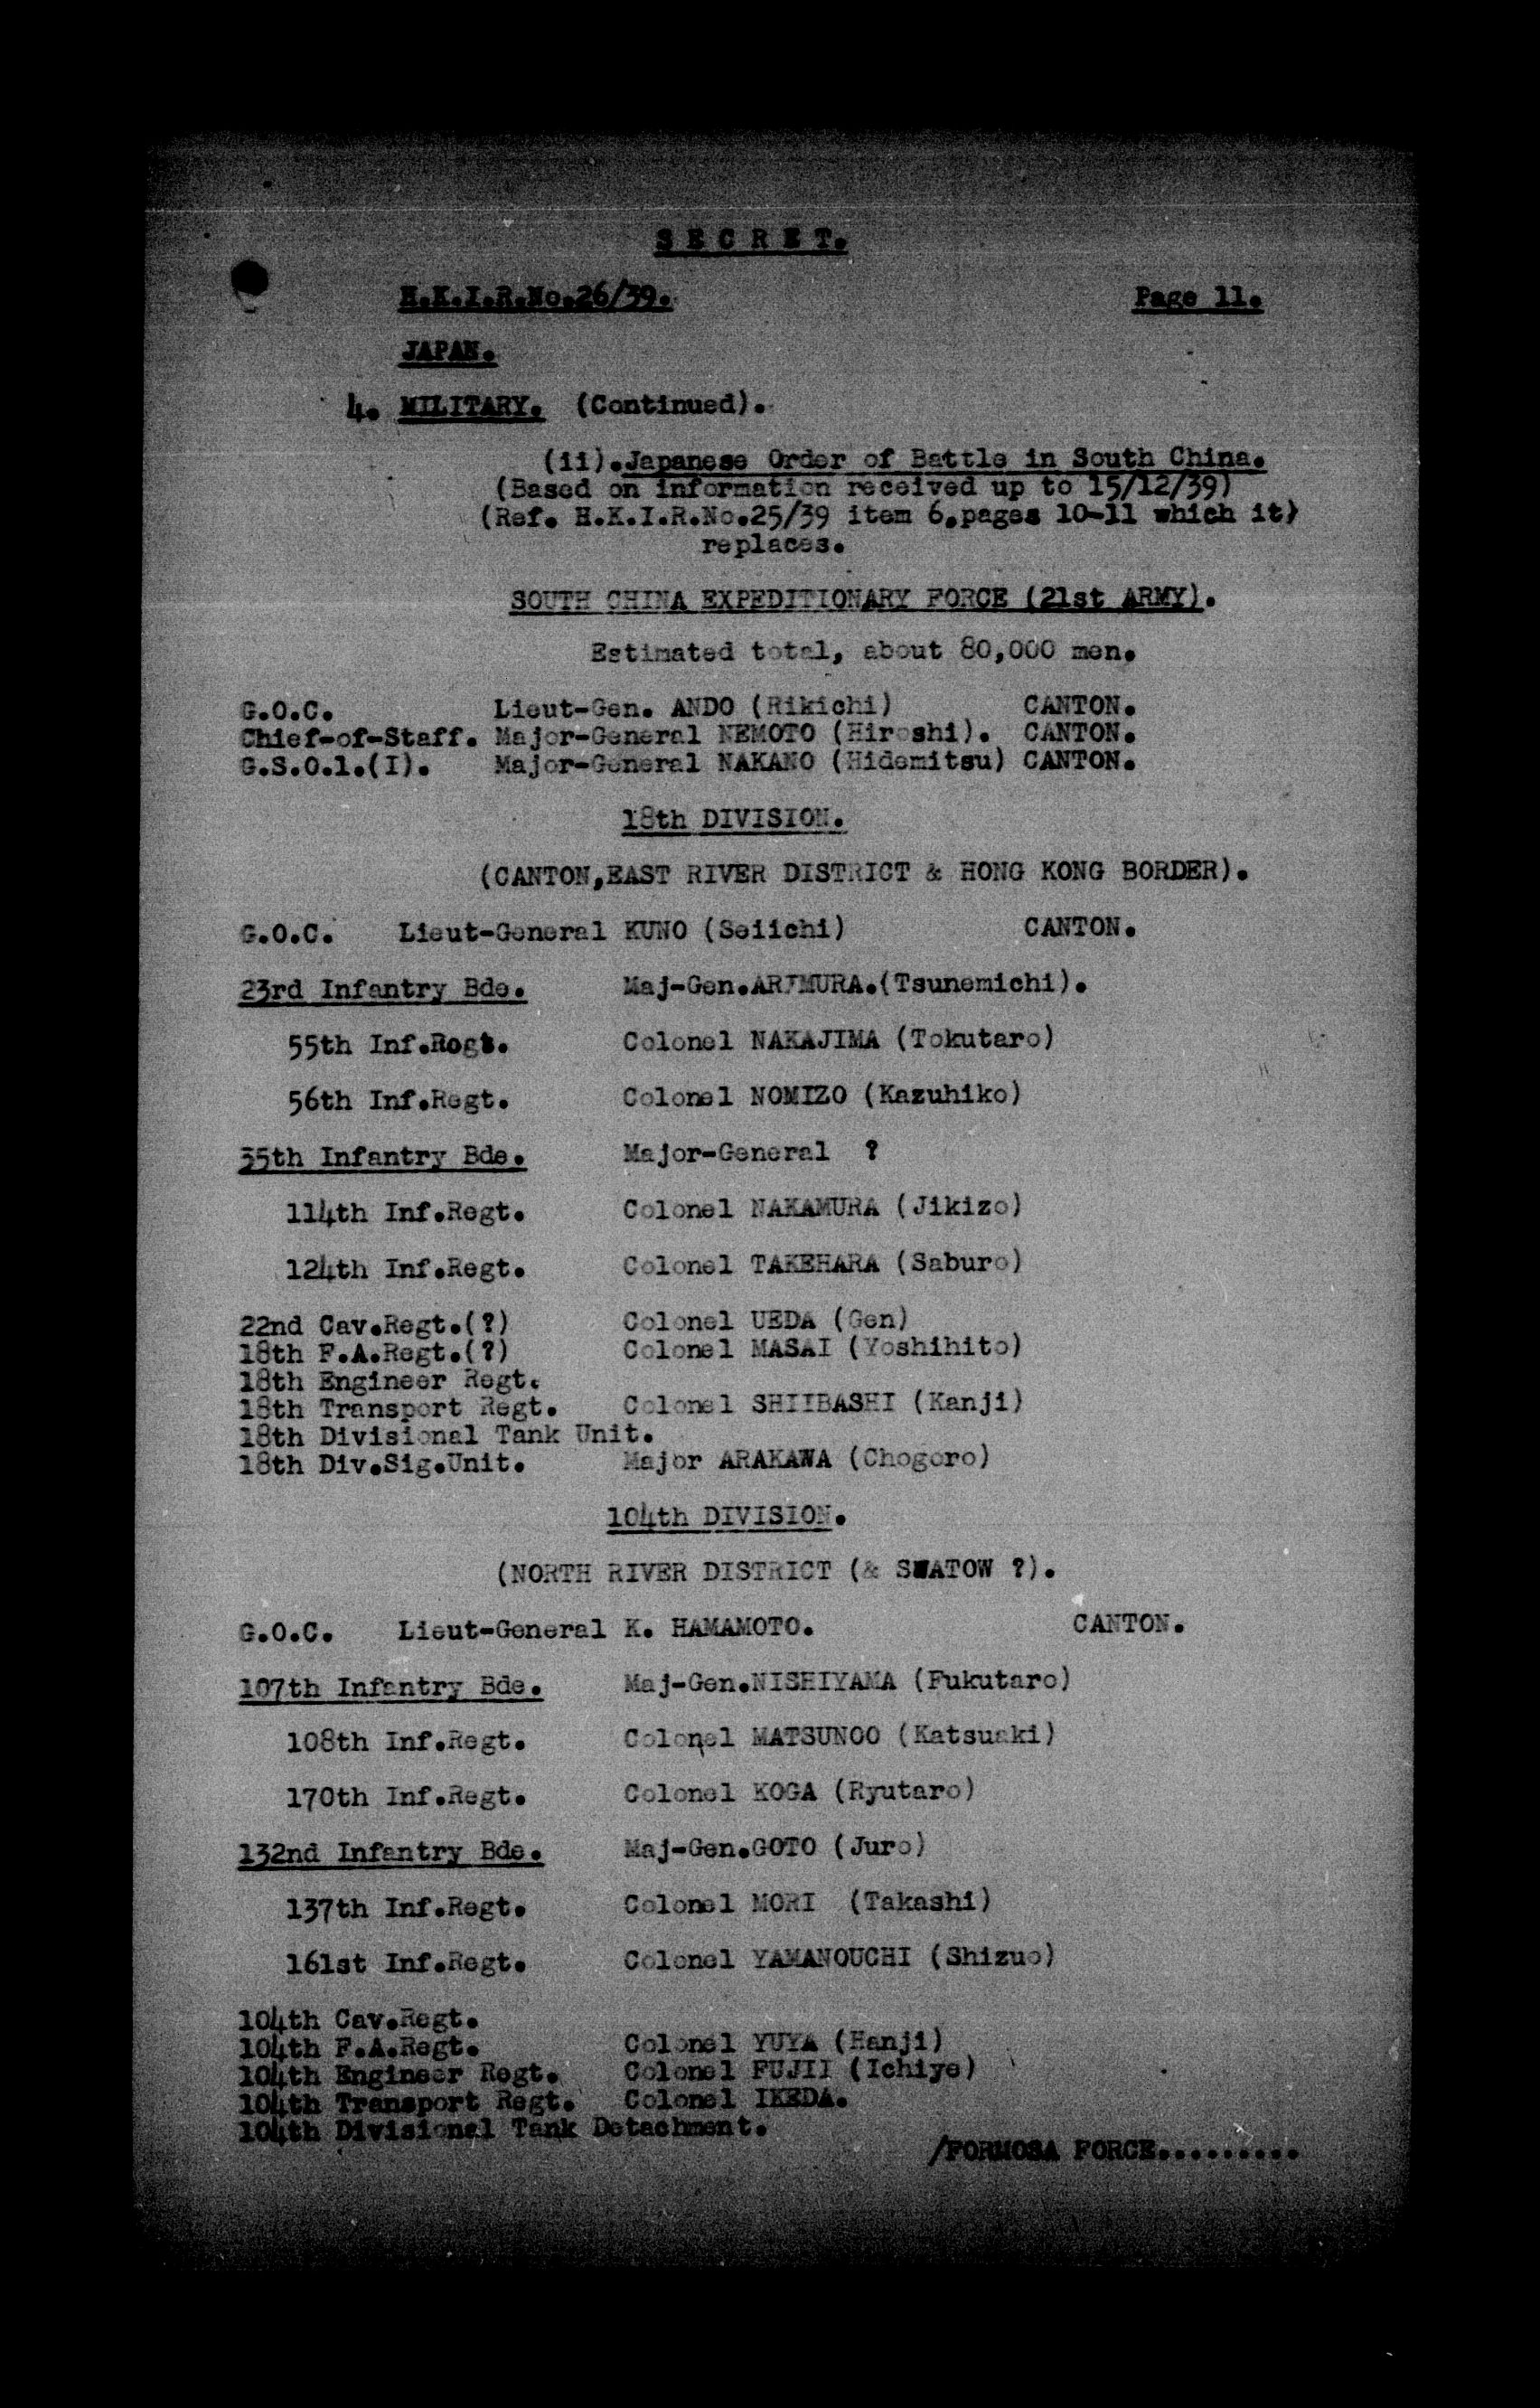 SECRET.
H.K.I.R.No.26/39. Page 11.
JAPAN.
4. MILITARY. (Continued).
(ii).Japanese Order of Battle in South China.
(Based on information received up to 15/12/39)
(Ref. H.K.I.R.No.25/39 item 6,pages 10-11 which it)
replaces.
SOUTH CHINA EXPEDITIONARY FORCE (21st ARMY).
Estimated total, about 80,000 men.
G.O.C. Lieut-Gen. ANDO (Rikichi) CANTON.
Chief-of-Staff. Major-General NEMOTO (Hiroshi). CANTON.
G.S.O.1.(I). Major-General NAKANO (Hidemitsu) CANTON.
18th DIVISION.
(CANTON,EAST RIVER DISTRICT & HONG KONG BORDER).
G.O.C. Lieut-General KUNO (Seiichi) CANTON.
23rd Infantry Bde. Maj-Gen.ARIMURA.(Tsunemichi).
55th Inf.Regt. Colonel NAKAJIMA (Tokutaro)
56th Inf.Regt. Colonel NOMIZO (Kazuhiko)
35th Infantry Bde. Major-General ?
114th Inf.Regt. Colonel NAKAMURA (Jikizo)
124th Inf.Regt. Colonel TAKEHARA (Saburo)
22nd Cav.Regt.(?) Colonel UEDA (Gen)
18th F.A.Regt.(?) Colonel MASAI (Yoshihito)
18th Engineer Regt.
18th Transport Regt. Colonel SHIIBASHI (Kanji)
18th Divisional Tank Unit.
18th Div.Sig.Unit. Major ARAKAWA (Chogoro)
104th DIVISION.
(NORTH RIVER DISTRICT (& SWATOW ?).
G.O.C. Lieut-General K. HAMAMOTO. CANTON.
107th Infantry Bde. Maj-Gen.NISHIYAMA (Fukutaro)
108th Inf.Regt. Colonel MATSUNOO (Katsuaki)
170th Inf.Regt. Colonel KOGA (Ryutaro)
132nd Infantry Bde. Maj-Gen.GOTO (Juro)
137th Inf.Regt. Colonel MORI (Takashi)
161st Inf.Regt. Colonel YAMANOUCHI (Shizuo)
104th Cav.Regt.
104th F.A.Regt. Colonel YUYA (Hanji)
104th Engineer Regt. Colonel FUJII (Ichiye)
104th Transport Regt. Colonel IKEDA.
104th Divisional Tank Detachment.
/FORMOSA FORCE.........